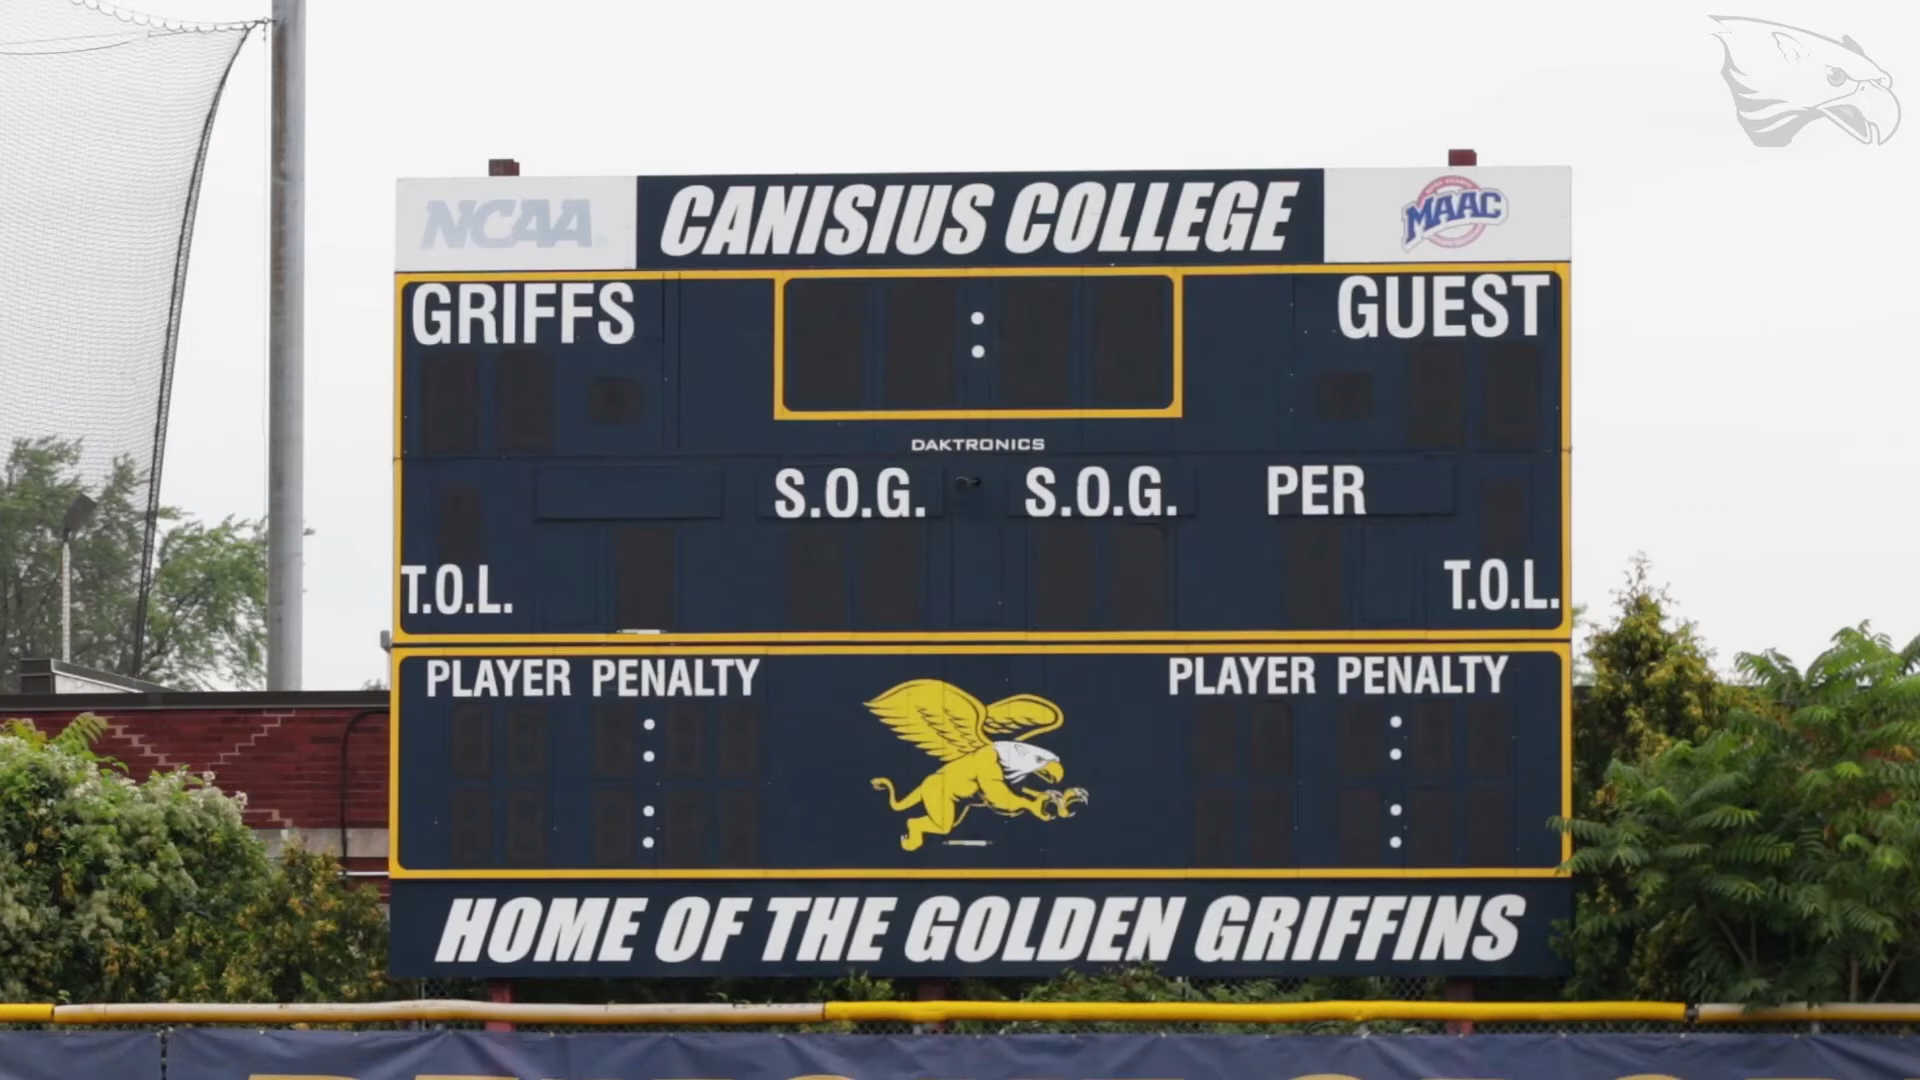 NCAA
CANISIUS COLLEGE
MAAC
GRIFFS
:
GUEST
DAKTRONICS
S.O.G. S.O.G. PER
T.O.L. T.O.L.
PLAYER PENALTY PLAYER PENALTY
: :
: :
HOME OF THE GOLDEN GRIFFINS